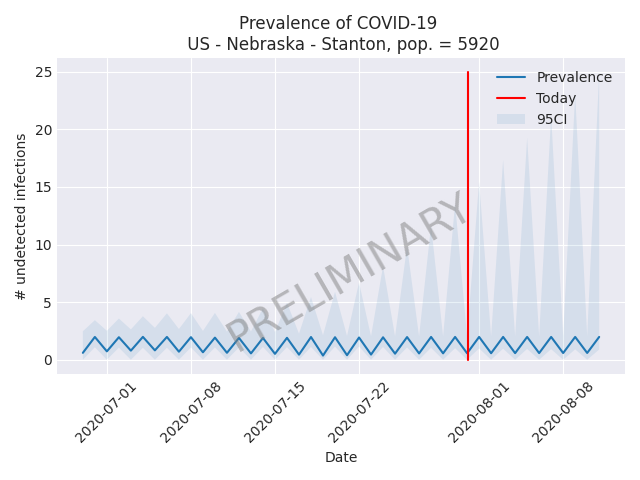 Prevalence of COVID-19
US - Nebraska - Stanton, pop. = 5920
# undetected infections
25
20
15
10
5
0
Prevalence
Today
95CI
PRELIMINARY
2020-07-01
2020-07-08
2020-07-15
2020-07-22
2020-08-01
2020-08-08
Date